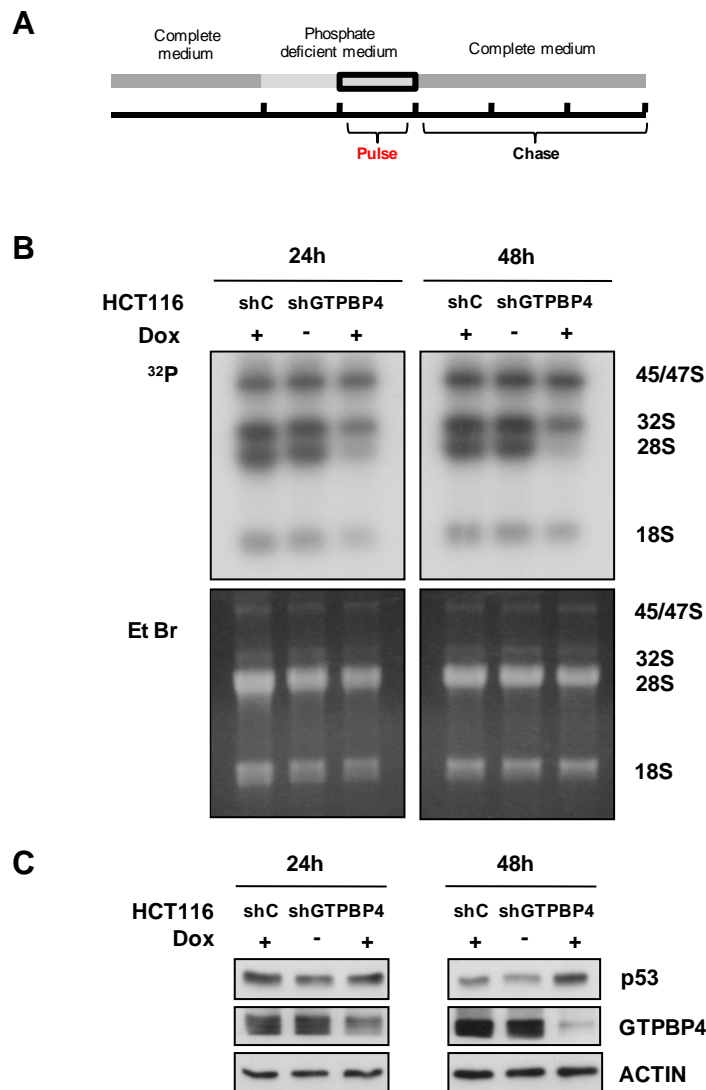 A
Complete medium
Phosphate deficient medium
Complete medium
Pulse
Chase
B
24h 48h
HCT116 shC shGTPBP4 shC shGTPBP4
Dox + - + + - +
32P 45/47S
32S
28S
18S
Et Br 45/47S
32S
28S
18S
C
24h 48h
HCT116 shC shGTPBP4 shC shGTPBP4
Dox + - + + - +
p53
GTPBP4
ACTIN